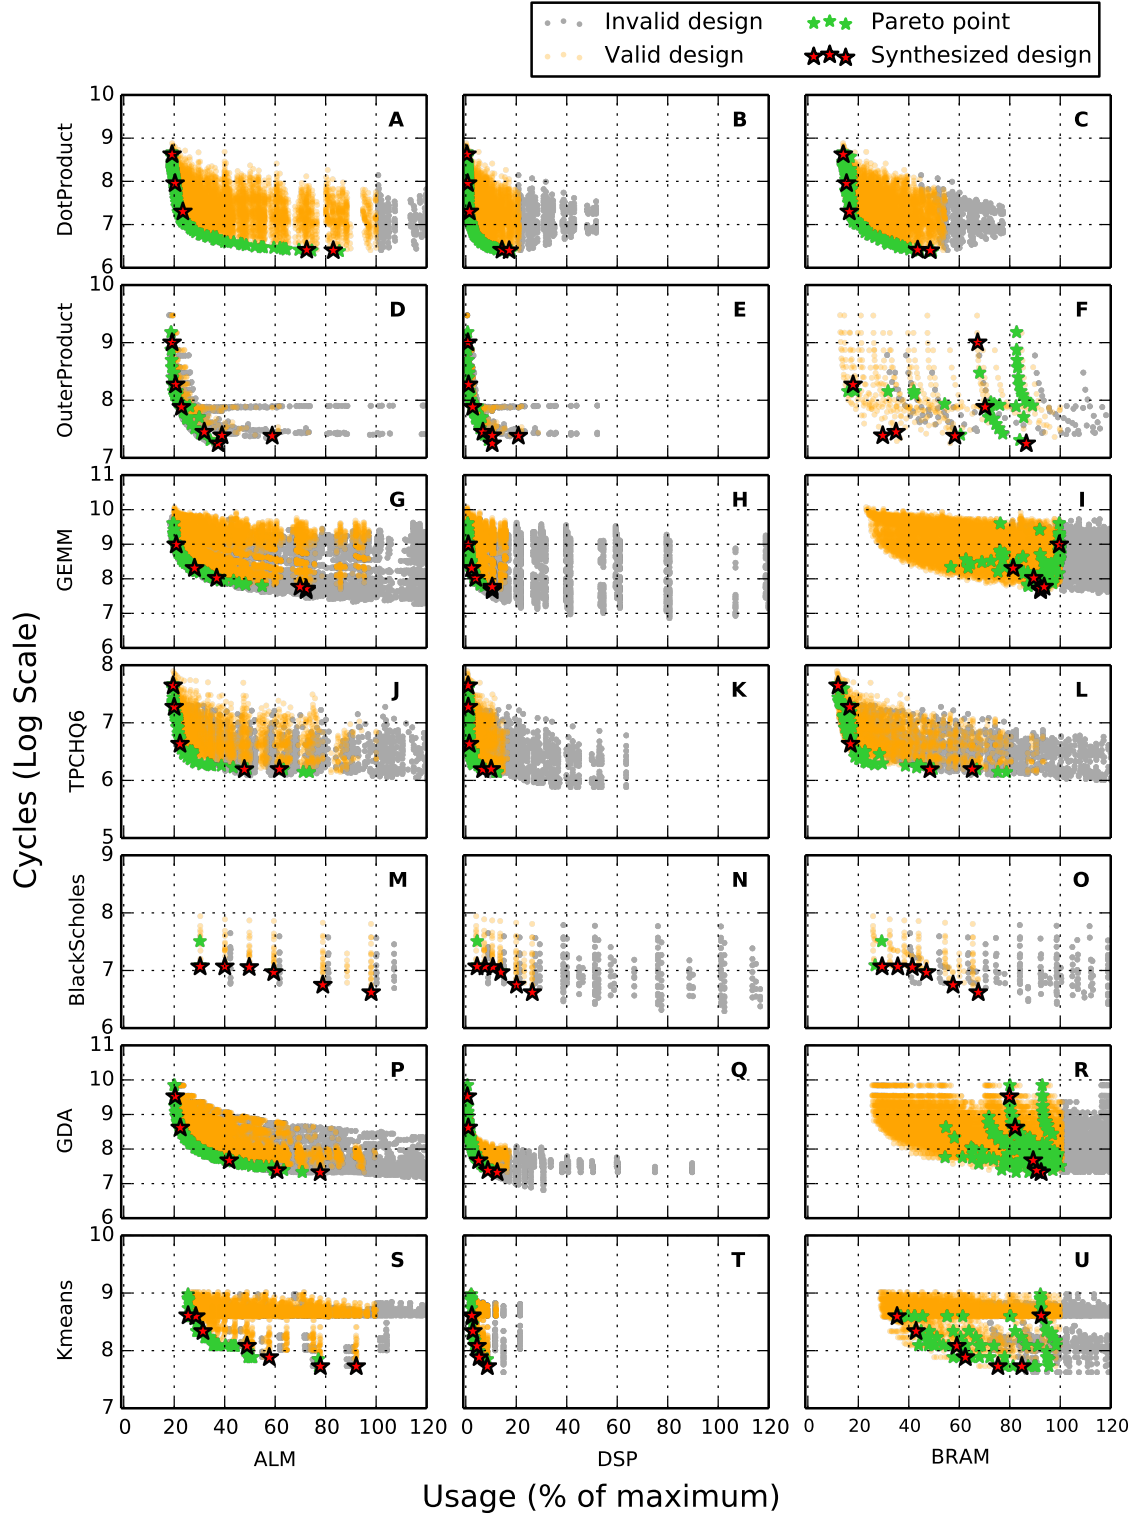 Invalid design
Pareto point
Valid design
Synthesized design
Cycles (Log Scale)
DotProduct
10
9
8
7
6
A
B
C
OuterProduct
10
9
8
7
D
E
F
GEMM
11
10
9
8
7
6
G
H
I
TPCHQ6
8
7
6
5
J
K
L
BlackScholes
9
8
7
6
M
N
O
GDA
11
10
9
8
7
6
P
Q
R
Kmeans
10
9
8
7
S
T
U
0 20 40 60 80 100 120
0 20 40 60 80 100 120
0 20 40 60 80 100 120
ALM
DSP
BRAM
Usage (% of maximum)